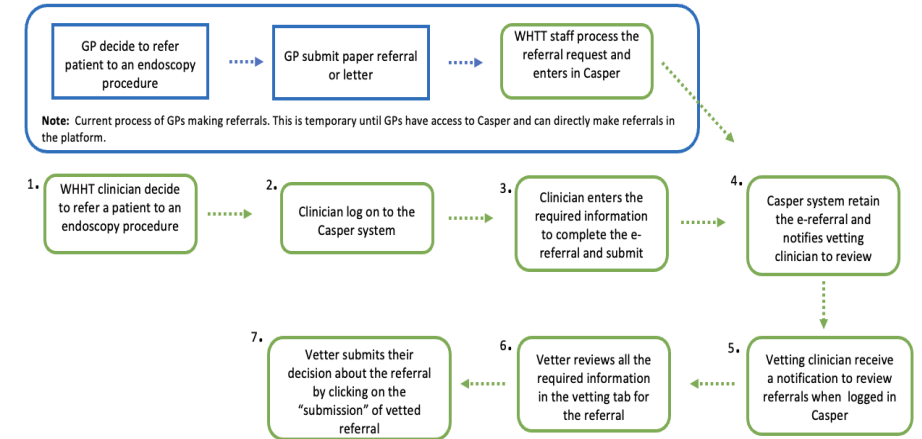 GP decide to refer
patient to an endoscopy
procedure
GP submit paper referral
or letter
WHTT staff process the
referral request and
enters in Casper
Note: Current process of GPs making referrals. This is temporary until GPs have access to Casper and can directly make referrals in
the platform.
1.
WHHT clinician decide
to refer a patient to an
endoscopy procedure
2.
Clinician log on to the
Casper system
3.
Clinician enters the
required information
to complete the e-
referral and submit
4.
Casper system retain
the e-referral and
notifies vetting
clinician to review
5.
Vetting clinician receive
a notification to review
referrals when logged in
Casper
6.
Vetter reviews all the
required information
in the vetting tab for
the referral
7.
Vetter submits their
decision about the referral
by clicking on the
“submission” of vetted
referral